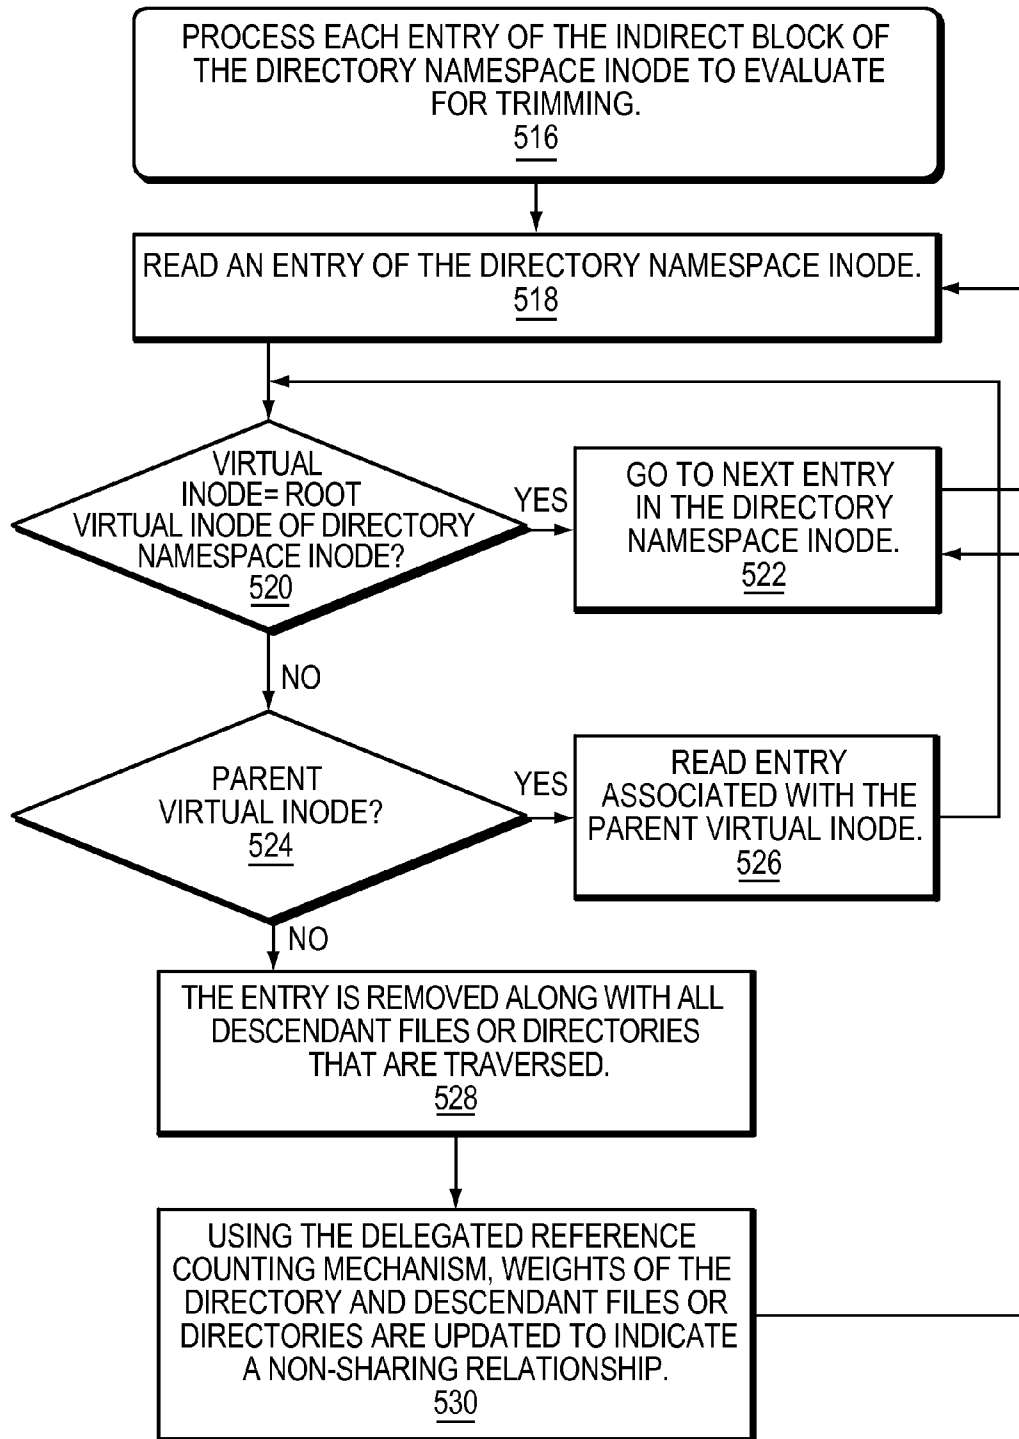 PROCESS EACH ENTRY OF THE INDIRECT BLOCK OF
THE DIRECTORY NAMESPACE INODE TO EVALUATE
FOR TRIMMING.
516
READ AN ENTRY OF THE DIRECTORY NAMESPACE INODE.
518
VIRTUAL
INODE= ROOT
VIRTUAL INODE OF DIRECTORY
NAMESPACE INODE?
520
YES
GO TO NEXT ENTRY
IN THE DIRECTORY
NAMESPACE INODE.
522
NO
PARENT
VIRTUAL INODE?
524
YES
READ ENTRY
ASSOCIATED WITH THE
PARENT VIRTUAL INODE.
526
NO
THE ENTRY IS REMOVED ALONG WITH ALL
DESCENDANT FILES OR DIRECTORIES
THAT ARE TRAVERSED.
528
USING THE DELEGATED REFERENCE
COUNTING MECHANISM, WEIGHTS OF THE
DIRECTORY AND DESCENDANT FILES OR
DIRECTORIES ARE UPDATED TO INDICATE
A NON-SHARING RELATIONSHIP.
530